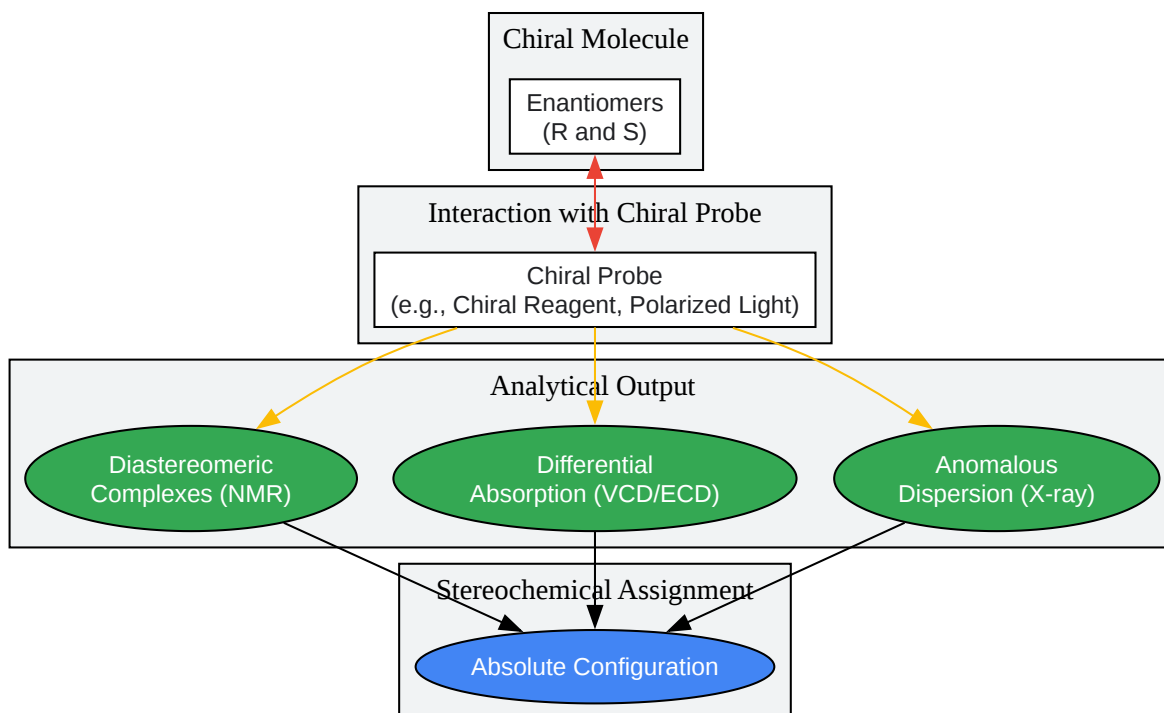 Chiral Molecule
Enantiomers
(R and S)
Interaction with Chiral Probe
Chiral Probe
(e.g., Chiral Reagent, Polarized Light)
Analytical Output
Diastereomeric
Complexes (NMR)
Differential
Absorption (VCD/ECD)
Anomalous
Dispersion (X-ray)
Stereochemical Assignment
Absolute Configuration